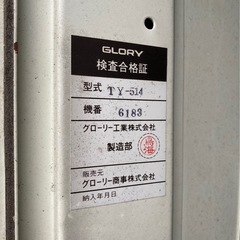 GLORY
検査合格証
型式 TY-514
機番 6183
グローリー工業株式会社
製造部
販売元
グローリー商事株式会社
納入年月日